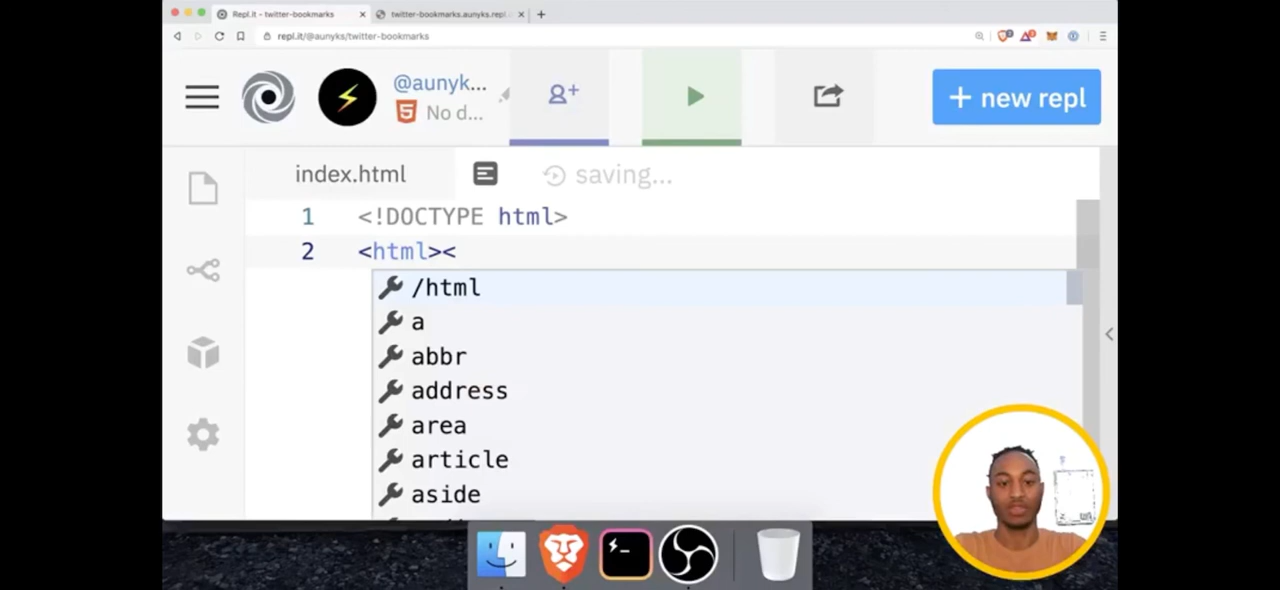 Repl.it - twitter-bookmarks
twitter-bookmarks.aunyks.repl.
repl.it/@aunyks/twitter-bookmarks
@aunyk...
No d...
+ new repl
index.html
saving...
1 <!DOCTYPE html>
2 <html><
/html
a
abbr
address
area
article
aside